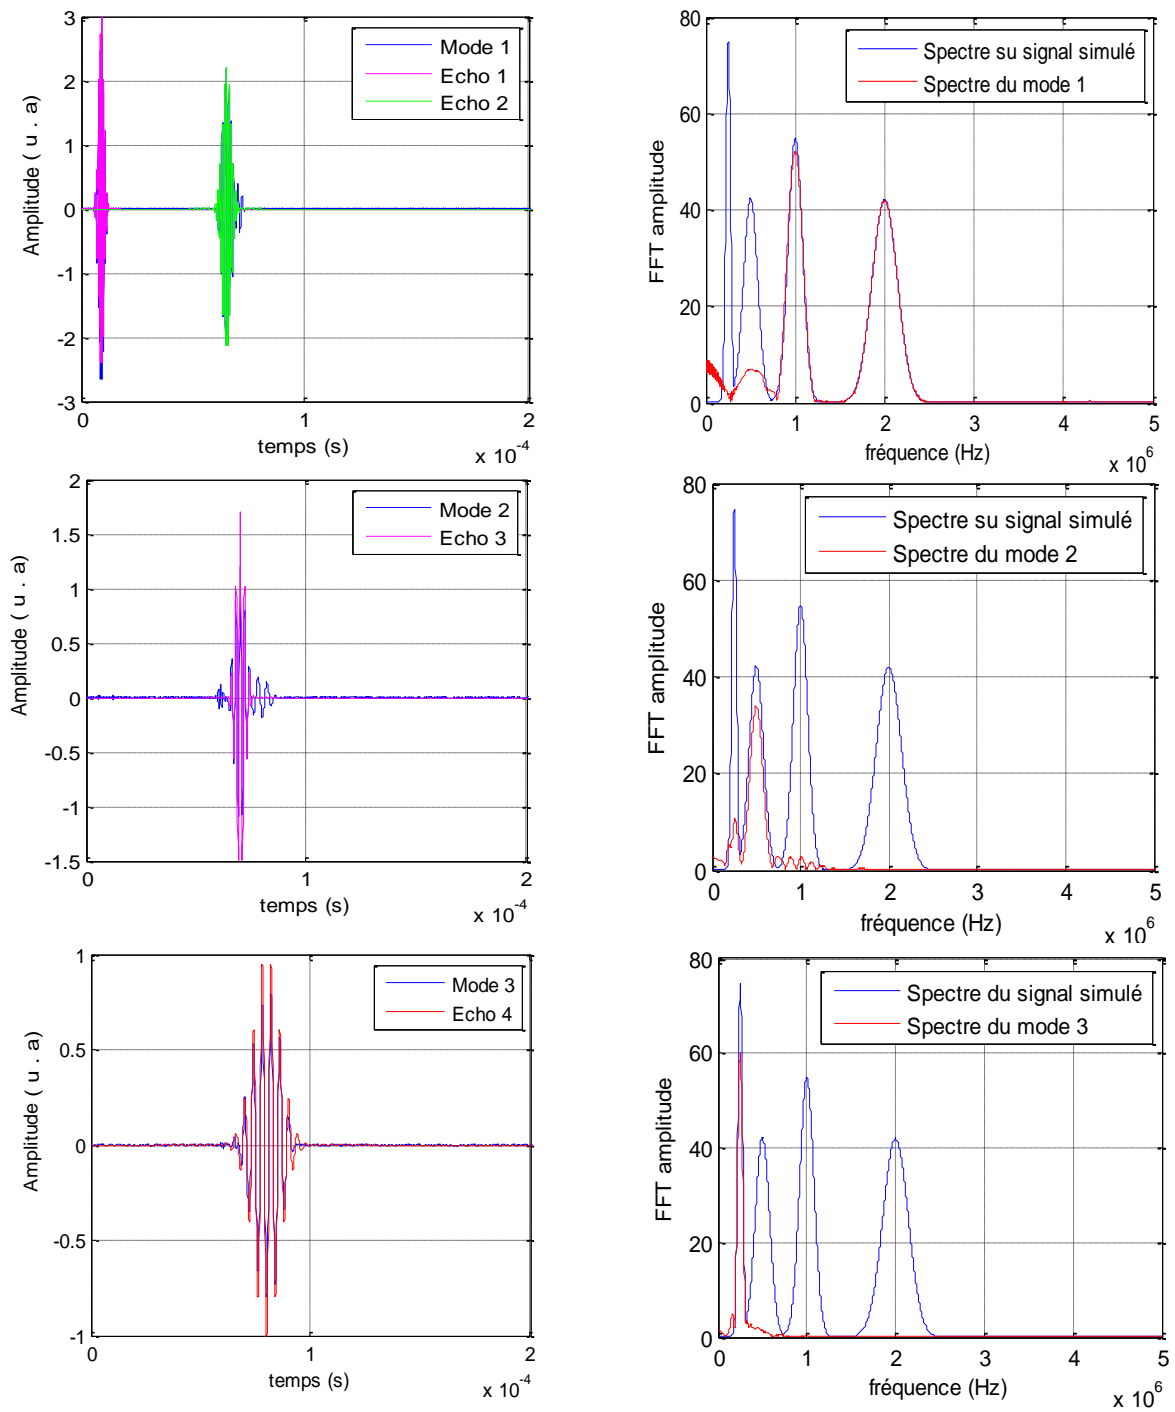 3
2
1
0
-1
-2
-3
Amplitude ( u . a)
Mode 1
Echo 1
Echo 2
0
1
2
temps (s)
x 10⁻⁴
80
60
40
20
0
FFT amplitude
Spectre su signal simulé
Spectre du mode 1
0
1
2
3
4
5
fréquence (Hz)
x 10⁶
2
1.5
1
0.5
0
-0.5
-1
-1.5
Amplitude ( u . a)
Mode 2
Echo 3
0
1
2
temps (s)
x 10⁻⁴
80
60
40
20
0
FFT amplitude
Spectre su signal simulé
Spectre du mode 2
0
1
2
3
4
5
fréquence (Hz)
x 10⁶
1
0.5
0
-0.5
-1
Amplitude ( u . a)
Mode 3
Echo 4
0
1
2
temps (s)
x 10⁻⁴
80
60
40
20
0
FFT amplitude
Spectre du signal simulé
Spectre du mode 3
0
1
2
3
4
5
fréquence (Hz)
x 10⁶